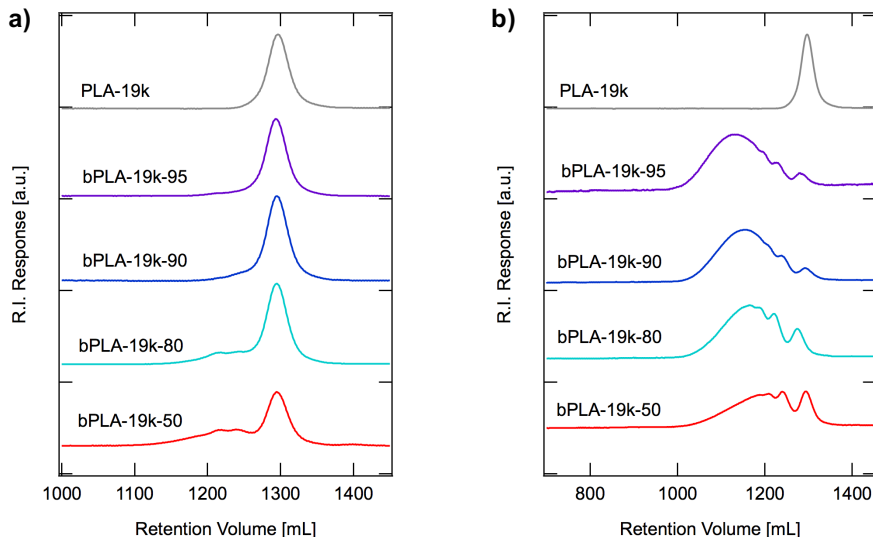 a)
PLA-19k
bPLA-19k-95
bPLA-19k-90
bPLA-19k-80
bPLA-19k-50
R.I. Response [a.u.]
1000 1100 1200 1300 1400
Retention Volume [mL]
b)
PLA-19k
bPLA-19k-95
bPLA-19k-90
bPLA-19k-80
bPLA-19k-50
R.I. Response [a.u.]
800 1000 1200 1400
Retention Volume [mL]